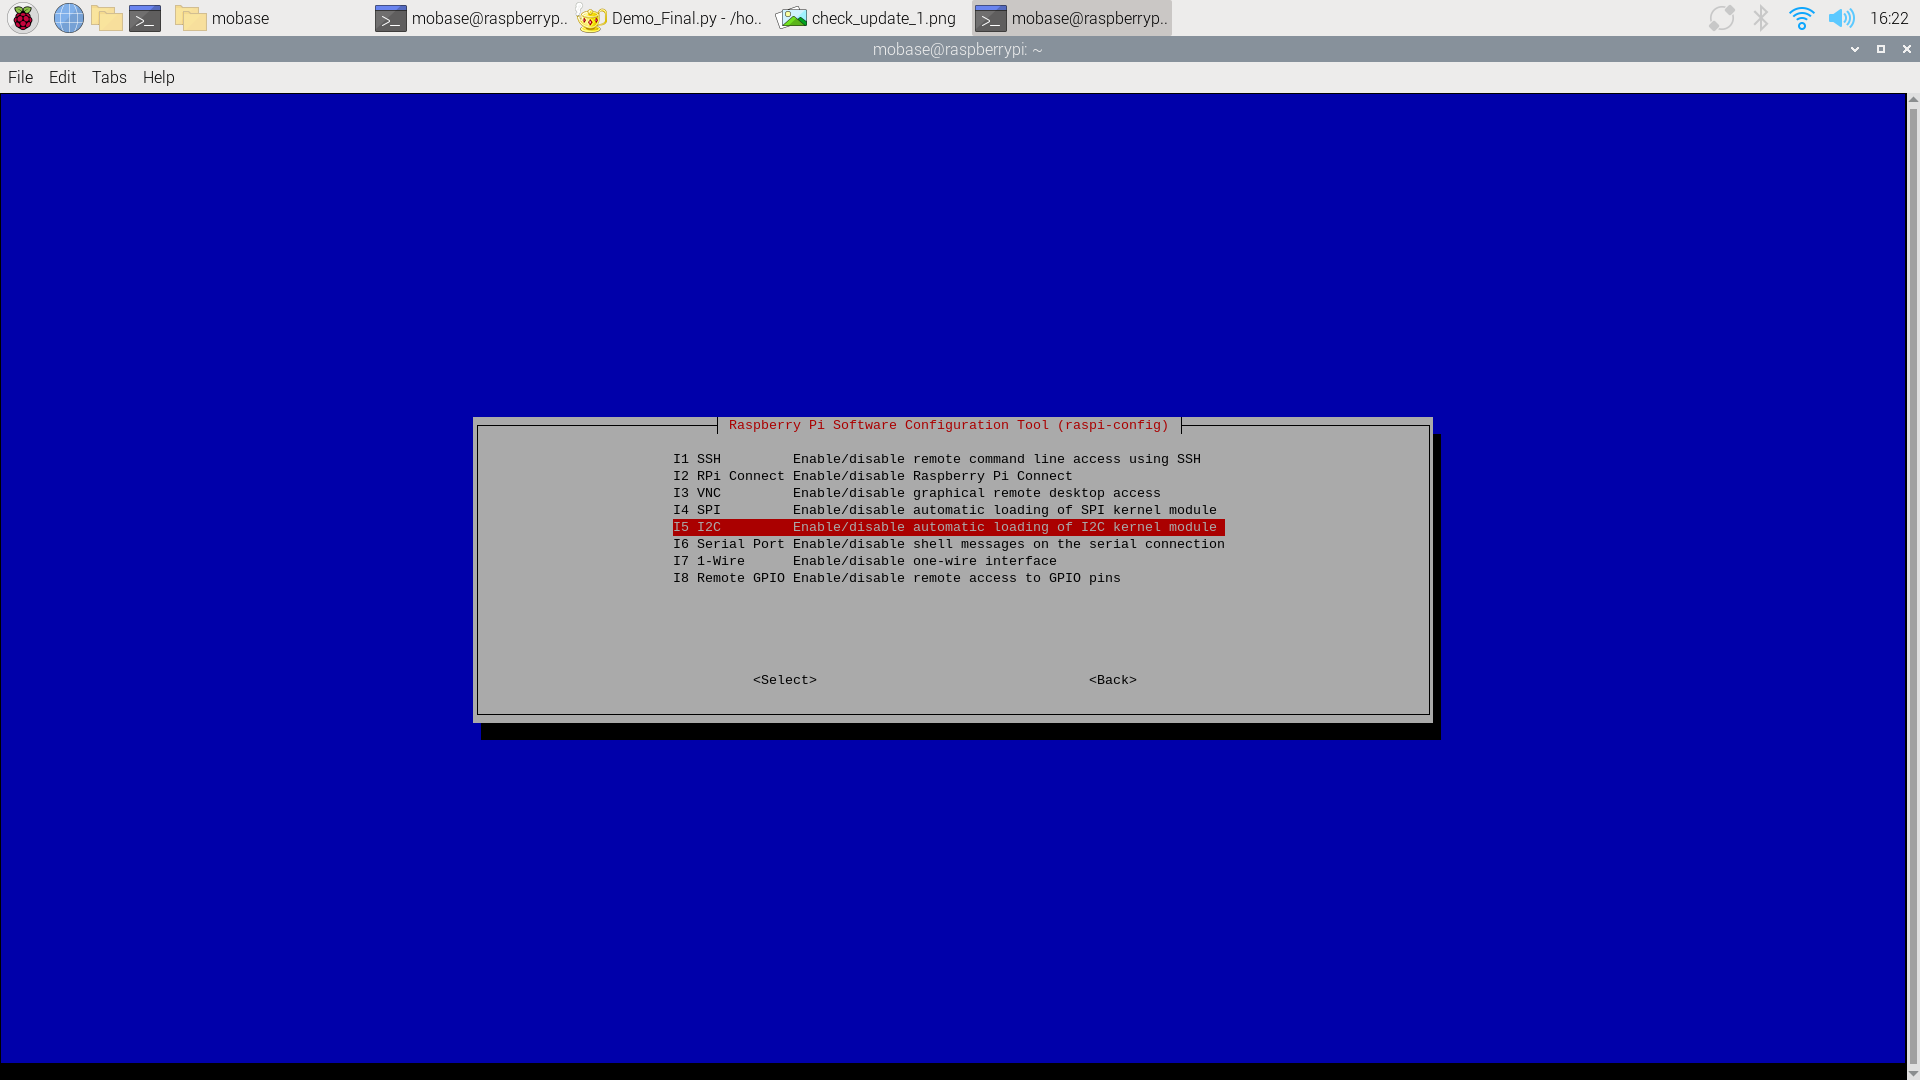 mobase mobase@raspberryp.. Demo_Final.py - /ho.. check_update_1.png mobase@raspberryp.. 16:22
mobase@raspberrypi: ~
File Edit Tabs Help
Raspberry Pi Software Configuration Tool (raspi-config)
I1 SSH Enable/disable remote command line access using SSH
I2 RPi Connect Enable/disable Raspberry Pi Connect
I3 VNC Enable/disable graphical remote desktop access
I4 SPI Enable/disable automatic loading of SPI kernel module
I5 I2C Enable/disable automatic loading of I2C kernel module
I6 Serial Port Enable/disable shell messages on the serial connection
I7 1-Wire Enable/disable one-wire interface
I8 Remote GPIO Enable/disable remote access to GPIO pins
<Select> <Back>